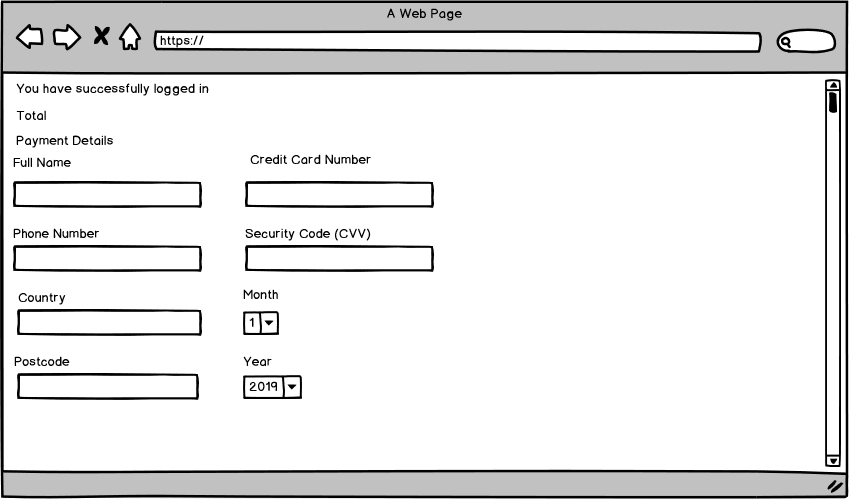 A Web Page
https://
You have successfully logged in
Total
Payment Details
Full Name
Credit Card Number
Phone Number
Security Code (CVV)
Country
Month
1
Postcode
Year
2019